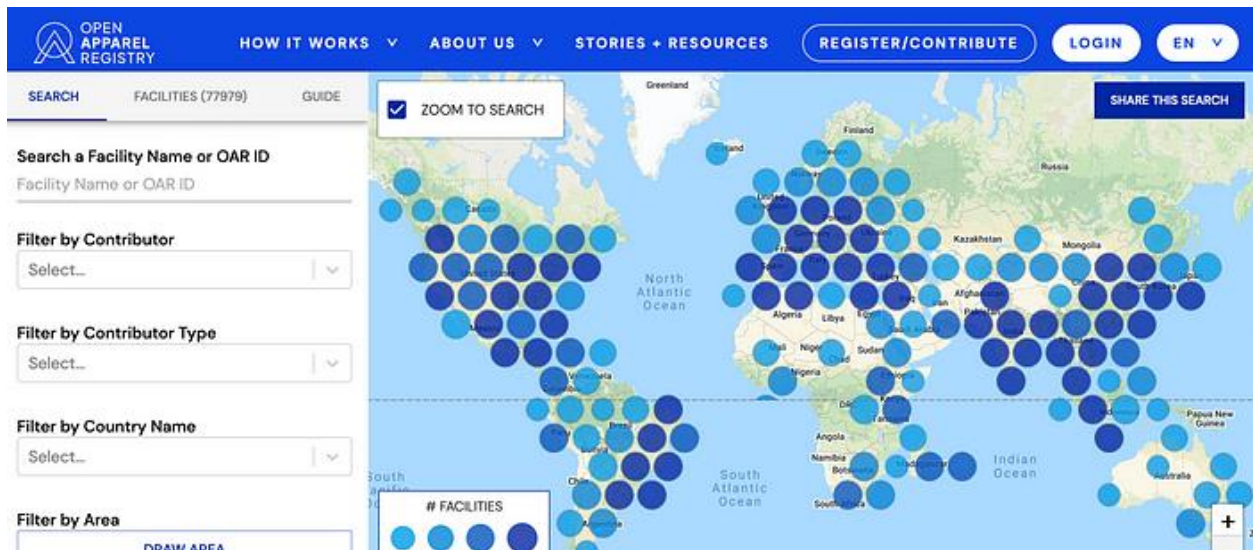 OPEN
APPAREL
REGISTRY
HOW IT WORKS
ABOUT US
STORIES + RESOURCES
REGISTER/CONTRIBUTE
LOGIN
EN
SEARCH
FACILITIES (77979)
GUIDE
Search a Facility Name or OAR ID
Facility Name or OAR ID
Filter by Contributor
Select...
Filter by Contributor Type
Select...
Filter by Country Name
Select...
Filter by Area
DRAW AREA
ZOOM TO SEARCH
SHARE THIS SEARCH
Greenland
Finland
Russia
Kazakhstan
Mongolia
North
Atlantic
Ocean
Algeria
Libya
Mali
Niger
Chad
Sudan
Nigeria
Angola
Namibia
South
Atlantic
Ocean
Indian
Ocean
Papua New
Guinea
Australia
# FACILITIES
+